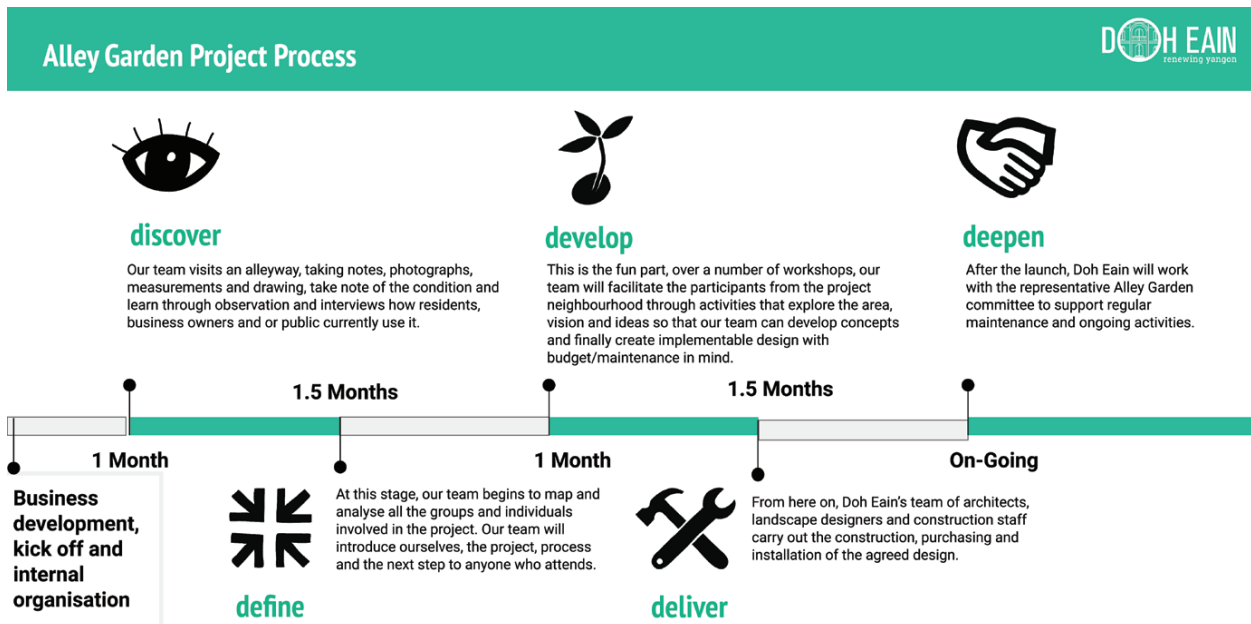 Alley Garden Project Process
DOH EAIN
renewing yangon
discover
Our team visits an alleyway, taking notes, photographs,
measurements and drawing, take note of the condition and
learn through observation and interviews how residents,
business owners and or public currently use it.
develop
This is the fun part, over a number of workshops, our
team will facilitate the participants from the project
neighbourhood through activities that explore the area,
vision and ideas so that our team can develop concepts
and finally create implementable design with
budget/maintenance in mind.
deepen
After the launch, Doh Eain will work
with the representative Alley Garden
committee to support regular
maintenance and ongoing activities.
1.5 Months
1.5 Months
1 Month
1 Month
On-Going
Business
development,
kick off and
internal
organisation
At this stage, our team begins to map and
analyse all the groups and individuals
involved in the project. Our team will
introduce ourselves, the project, process
and the next step to anyone who attends.
define
From here on, Doh Eain's team of architects,
landscape designers and construction staff
carry out the construction, purchasing and
installation of the agreed design.
deliver